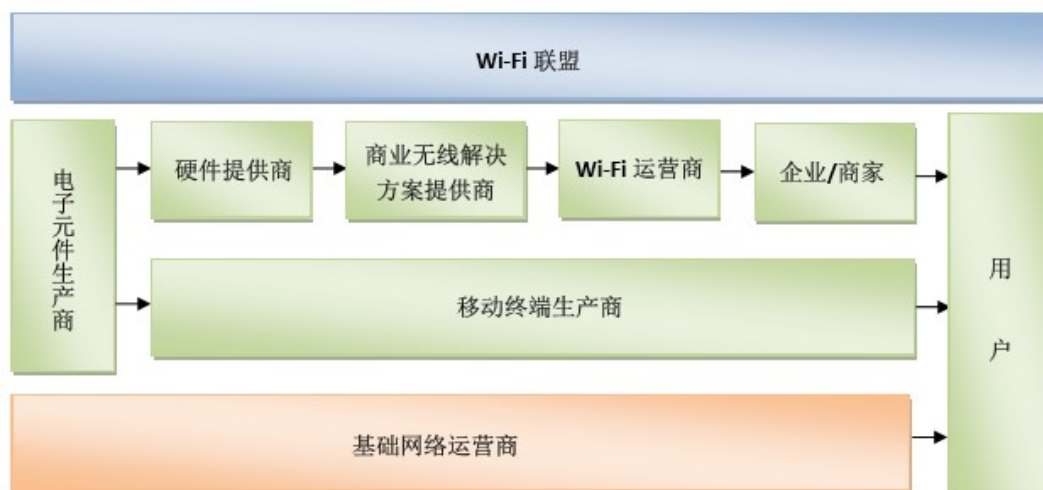 Wi-Fi 联盟
电子元件生产商
硬件提供商
商业无线解决
方案提供商
Wi-Fi 运营商
企业/商家
用户
移动终端生产商
基础网络运营商